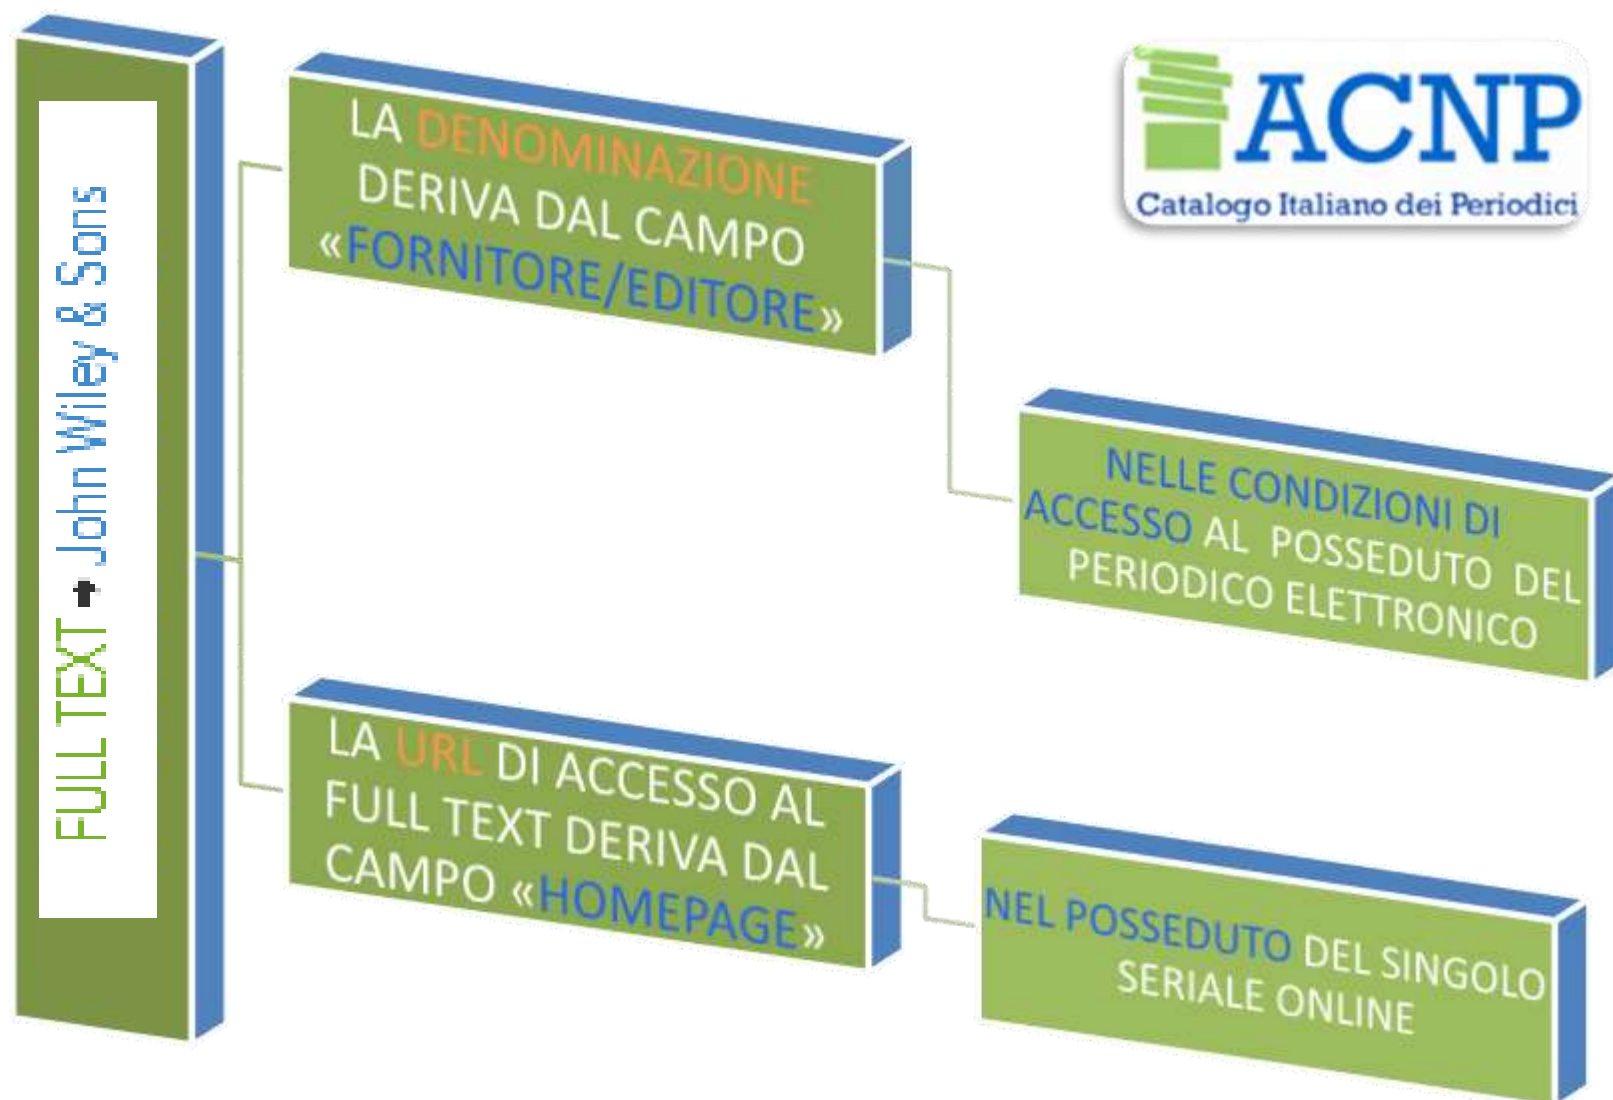 FULL TEXT → John Wiley & Sons
LA DENOMINAZIONE
DERIVA DAL CAMPO
«FORNITORE/EDITORE»
ACNP
Catalogo Italiano dei Periodici
NELLE CONDIZIONI DI
ACCESSO AL POSSEDUTO DEL
PERIODICO ELETTRONICO
LA URL DI ACCESSO AL
FULL TEXT DERIVA DAL
CAMPO «HOMEPAGE»
NEL POSSEDUTO DEL SINGOLO
SERIALE ONLINE